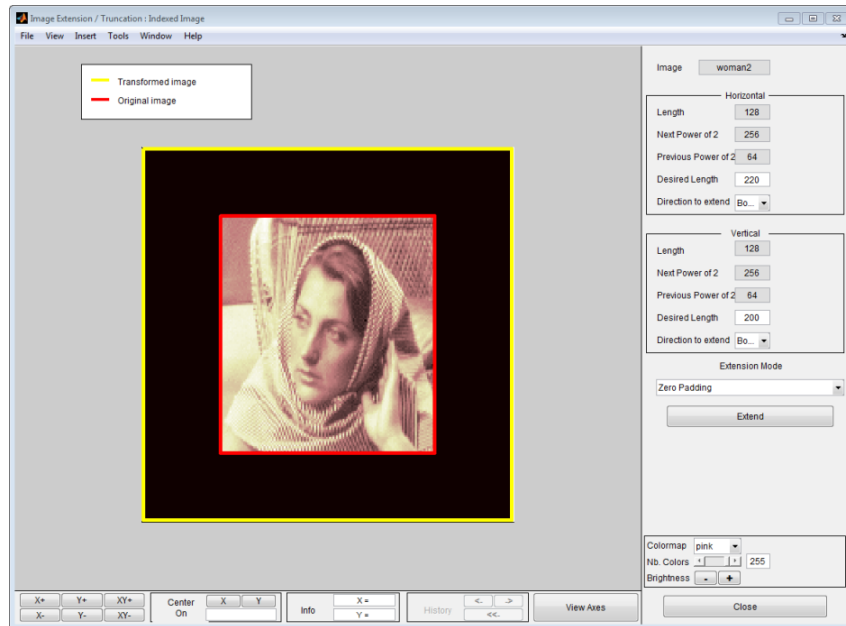 Image Extension / Truncation : Indexed Image
File View Insert Tools Window Help
Transformed image
Original image
Image woman2
Horizontal
Length 128
Next Power of 2 256
Previous Power of 2 64
Desired Length 220
Direction to extend Bo...
Vertical
Length 128
Next Power of 2 256
Previous Power of 2 64
Desired Length 200
Direction to extend Bo...
Extension Mode
Zero Padding
Extend
Colormap pink
Nb. Colors 255
Brightness - +
X+ Y+ XY+
X- Y- XY-
Center On X Y
Info X =
Y =
History <- ->
<<-
View Axes
Close